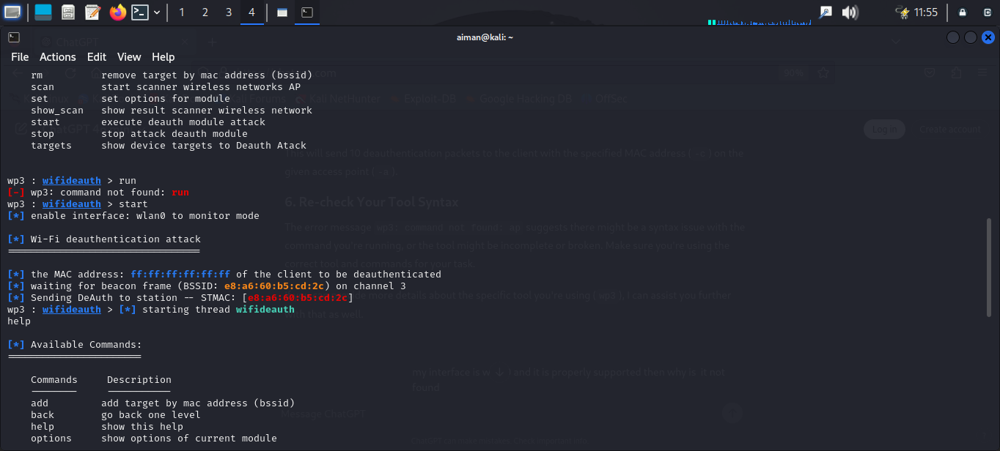 1 2 3 4 11:55
aiman@kali: ~
ChatGPT
File Actions Edit View Help
rm remove target by mac address (bssid)
scan start scanner wireless networks AP
set set options for module
Forums Kali NetHunter Exploit-DB Google Hacking DB OffSec
show_scan show result scanner wireless network
start execute deauth module attack
ChatGPT Log in Create account
stop stop attack deauth module
targets show device targets to Deauth Atack
This will send 10 deauthentication packets to the client with the specified MAC address ( -c ) on the
given access point ( -a ).
wp3 : wifideauth > run
[-] wp3: command not found: run
6. Re-check Your Tool Syntax
wp3 : wifideauth > start
[*] enable interface: wlan0 to monitor mode
The error message wp3: command not found: ap suggests there might be a syntax issue with the
[*] Wi-Fi deauthentication attack
command you're running, or the tool might be incomplete or broken. Make sure you're using the
correct tool and commands for your task.
[*] the MAC address: ff:ff:ff:ff:ff:ff of the client to be deauthenticated
[*] waiting for beacon frame (BSSID: e8:a6:60:b5:cd:2c) on channel 3
[*] Sending DeAuth to station -- STMAC: [e8:a6:60:b5:cd:2c]
more details about the specific tool you're using ( wp3 ), I can assist you further
wp3 : wifideauth > [*] starting thread wifideauth
with that as well.
help
[*] Available Commands:
my interface is and it is properly supported then why is it not
found
Commands Description
add add target by mac address (bssid)
back go back one level
Message ChatGPT
help show this help
options show options of current module
ChatGPT can make mistakes. Check important info.